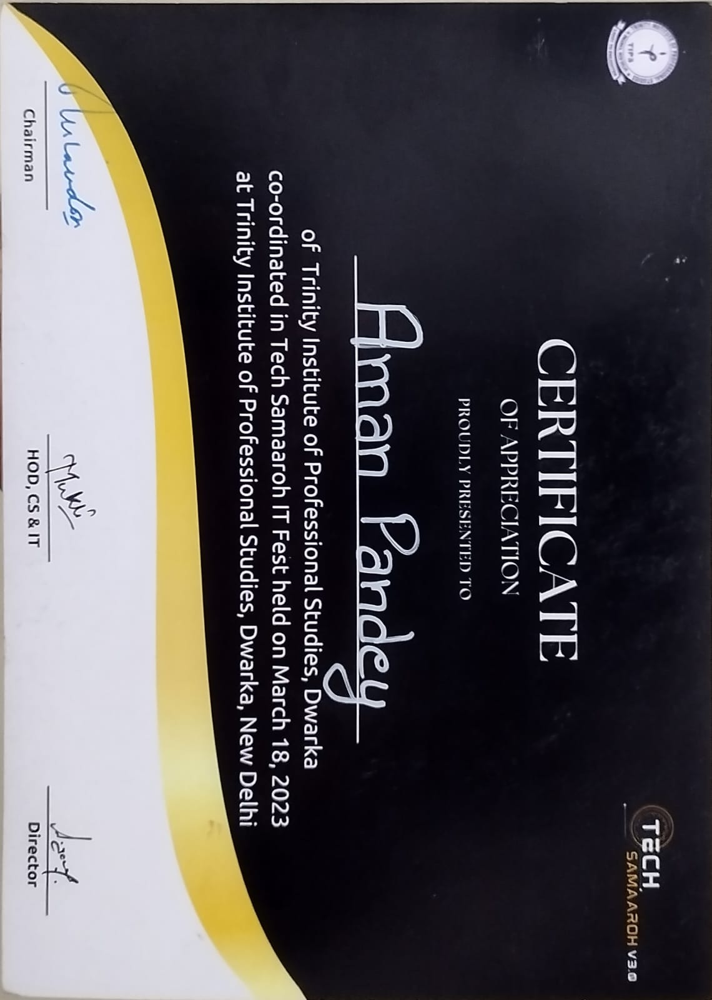 TIPS
TECH
SAMAAROH V3.0
CERTIFICATE
OF APPRECIATION
PROUDLY PRESENTED TO
Aman Pandey
of Trinity Institute of Professional Studies, Dwarka
co-ordinated in Tech Samaaroh IT Fest held on March 18, 2023
at Trinity Institute of Professional Studies, Dwarka, New Delhi
Chairman
HOD, CS & IT
Director